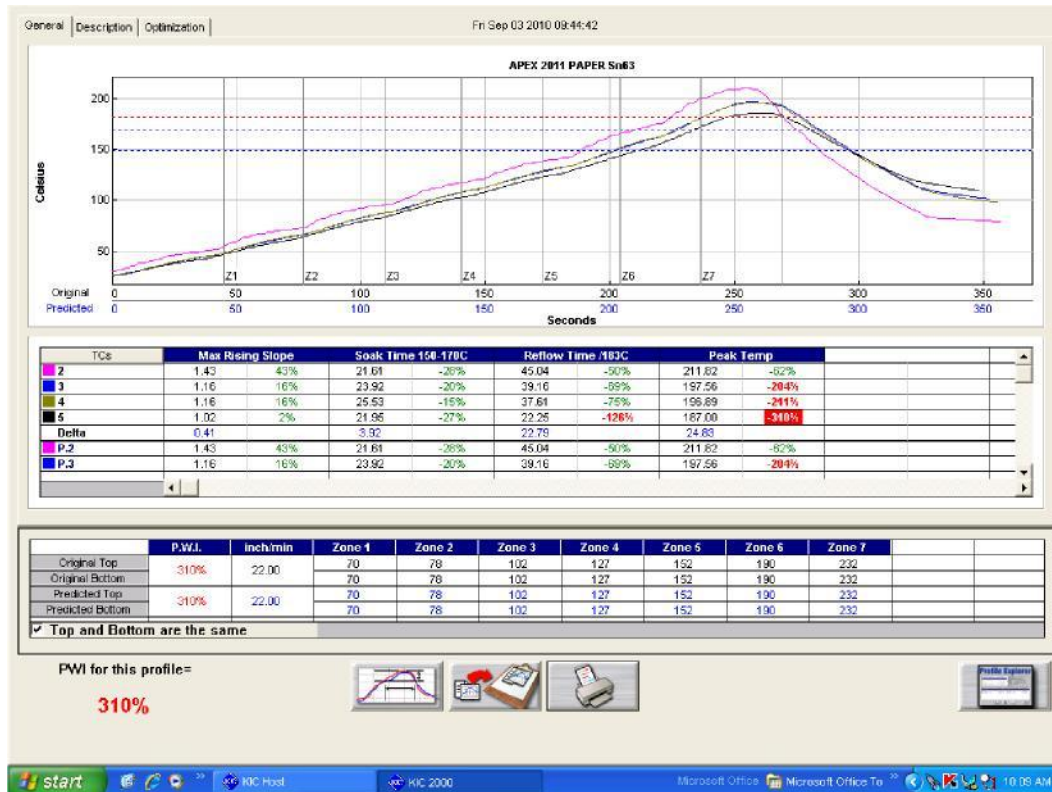 General Description Optimization Fri Sep 03 2010 09:44:42
APEX 2011 PAPER Sn63
200
150
100
50
Celsius
Z1 Z2 Z3 Z4 Z5 Z6 Z7
Original 0 50 100 150 200 250 300 350
Predicted 0 50 100 150 200 250 300 350
Seconds
TCs Max Rising Slope Soak Time 150-170C Reflow Time /183C Peak Temp
2 1.43 43% 21.61 -28% 45.04 -50% 211.82 -62%
3 1.16 16% 23.92 -20% 39.16 -69% 197.56 -204%
4 1.16 16% 25.53 -15% 37.61 -75% 196.89 -211%
5 1.02 2% 21.95 -27% 22.25 -126% 187.00 -310%
Delta 0.41 3.92 22.79 24.83
P.2 1.43 43% 21.61 -28% 45.04 -50% 211.82 -62%
P.3 1.16 16% 23.92 -20% 39.16 -69% 197.56 -204%
P.W.I. inch/min Zone 1 Zone 2 Zone 3 Zone 4 Zone 5 Zone 6 Zone 7
Original Top 310% 22.00 70 78 102 127 152 190 232
Original Bottom 70 78 102 127 152 190 232
Predicted Top 310% 22.00 70 78 102 127 152 190 232
Predicted Bottom 70 78 102 127 152 190 232
Top and Bottom are the same
PWI for this profile=
310%
Profile Explorer
start KIC Host KIC 2000 Microsoft Office Microsoft Office To 10:09 AM